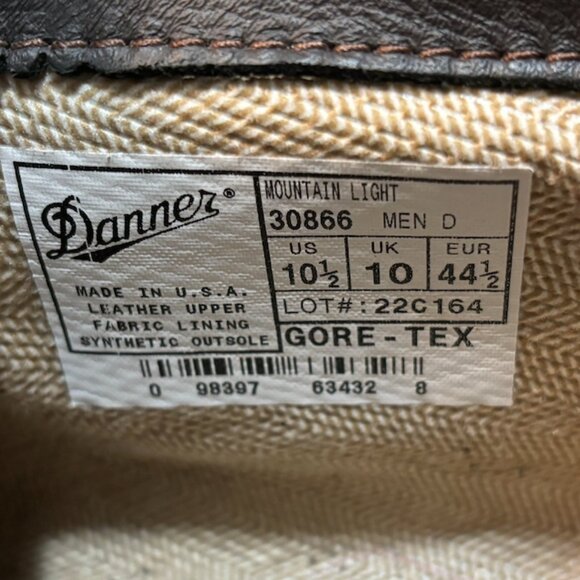 Danner®
MADE IN U.S.A.
LEATHER UPPER
FABRIC LINING
SYNTHETIC OUTSOLE
MOUNTAIN LIGHT
30866 MEN D
US UK EUR
10½ 10 44½
LOT#: 22C164
GORE-TEX
0 98397 63432 8